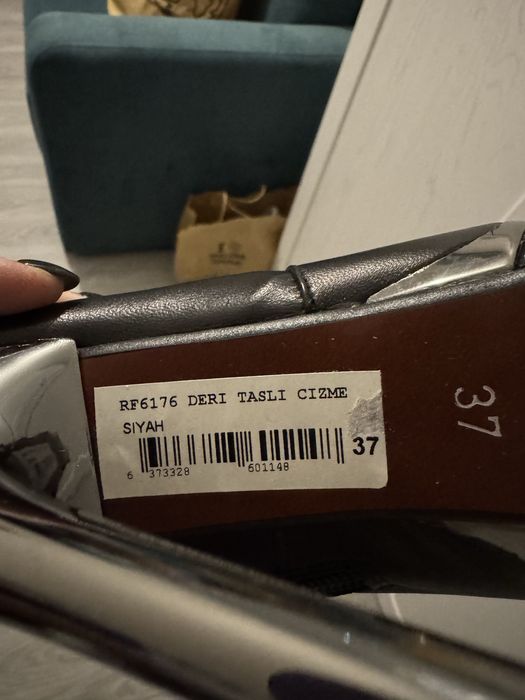 RF6176 DERI TASLI CIZME
SIYAH
6 373328 601148
37
37